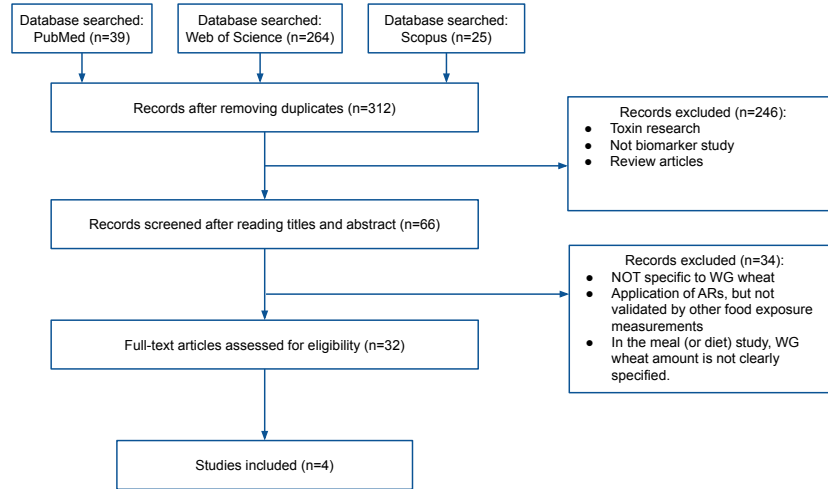 Database searched:
PubMed (n=39)
Database searched:
Web of Science (n=264)
Database searched:
Scopus (n=25)
Records after removing duplicates (n=312)
Records excluded (n=246):
● Toxin research
● Not biomarker study
● Review articles
Records screened after reading titles and abstract (n=66)
Records excluded (n=34):
● NOT specific to WG wheat
● Application of ARs, but not
validated by other food exposure
measurements
● In the meal (or diet) study, WG
wheat amount is not clearly
specified.
Full-text articles assessed for eligibility (n=32)
Studies included (n=4)